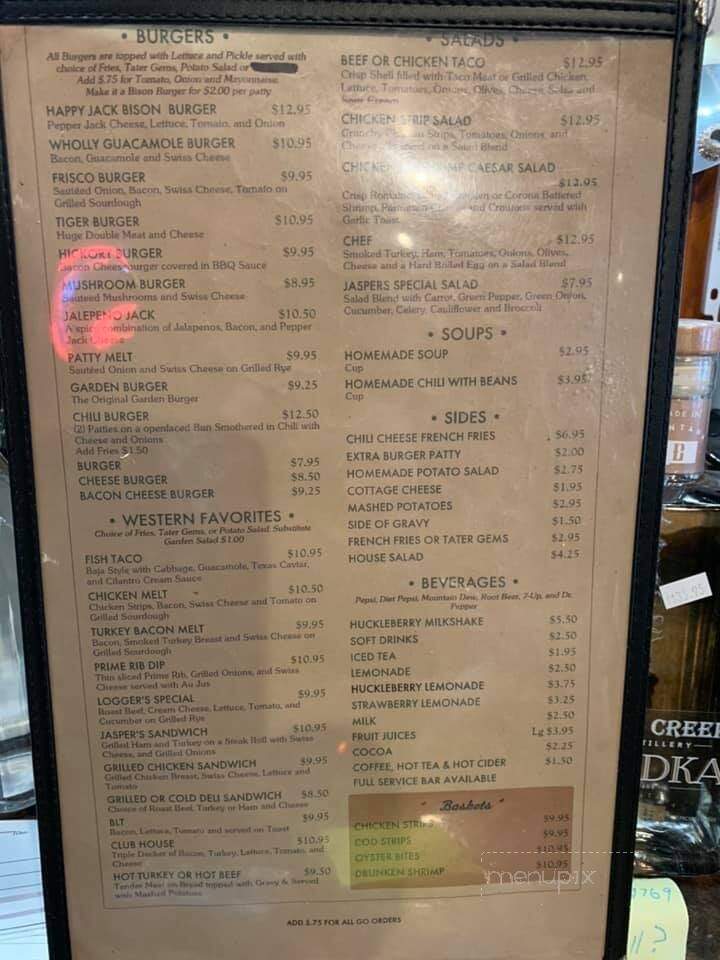 • BURGERS •
All Burgers are topped with Lettuce and Pickle served with
choice of Fries, Tater Gems, Potato Salad or
Add $.75 for Tomato, Onion and Mayonnaise.
Make it a Bison Burger for $2.00 per patty
HAPPY JACK BISON BURGER $12.95
Pepper Jack Cheese, Lettuce, Tomato, and Onion
WHOLLY GUACAMOLE BURGER $10.95
Bacon, Guacamole and Swiss Cheese
FRISCO BURGER $9.95
Sautéed Onion, Bacon, Swiss Cheese, Tomato on
Grilled Sourdough
TIGER BURGER $10.95
Huge Double Meat and Cheese
HICKORY BURGER $9.95
Bacon Cheeseburger covered in BBQ Sauce
MUSHROOM BURGER $8.95
Sauteed Mushrooms and Swiss Cheese
JALEPENO JACK $10.50
A spicy combination of Jalapenos, Bacon, and Pepper
Jack Cheese
PATTY MELT $9.95
Sautéed Onion and Swiss Cheese on Grilled Rye
GARDEN BURGER $9.25
The Original Garden Burger
CHILI BURGER $12.50
(2) Patties on a openfaced Bun Smothered in Chili with
Cheese and Onions
Add Fries $1.50
BURGER $7.95
CHEESE BURGER $8.50
BACON CHEESE BURGER $9.25
• WESTERN FAVORITES •
Choice of Fries, Tater Gems, or Potato Salad. Substitute
Garden Salad $1.00
FISH TACO $10.95
Baja Style with Cabbage, Guacamole, Texas Caviar,
and Cilantro Cream Sauce
CHICKEN MELT $10.50
Chicken Strips, Bacon, Swiss Cheese and Tomato on
Grilled Sourdough
TURKEY BACON MELT $9.95
Bacon, Smoked Turkey Breast and Swiss Cheese on
Grilled Sourdough
PRIME RIB DIP $10.95
Thin sliced Prime Rib, Grilled Onions, and Swiss
Cheese served with Au Jus
LOGGER'S SPECIAL $9.95
Roast Beef, Cream Cheese, Lettuce, Tomato, and
Cucumber on Grilled Rye
JASPER'S SANDWICH $10.95
Grilled Ham and Turkey on a Steak Roll with Swiss
Cheese, and Grilled Onions
GRILLED CHICKEN SANDWICH $9.95
Grilled Chicken Breast, Swiss Cheese, Lettuce and
Tomato
GRILLED OR COLD DELI SANDWICH $8.50
Choice of Roast Beef, Turkey or Ham and Cheese
BLT $9.95
Bacon, Lettuce, Tomato and served on Toast
CLUB HOUSE $10.95
Triple Decker of Bacon, Turkey, Lettuce, Tomato, and
Cheese
HOT TURKEY OR HOT BEEF $9.50
Tender Meat on Bread topped with Gravy & Served
with Mashed Potatoes
• SALADS •
BEEF OR CHICKEN TACO $12.95
Crisp Shell filled with Taco Meat or Grilled Chicken,
Lettuce, Tomatoes, Onions, Olives, Cheese, Salsa and
Sour Cream
CHICKEN STRIP SALAD $12.95
Crunchy Strips, Tomatoes, Onions, and
on a Salad Blend
CHICKEN CAESAR SALAD
$12.95
Crisp or Corona Battered
Shrimp, and Croutons served with
Garlic Toast
CHEF $12.95
Smoked Turkey, Ham, Tomatoes, Onions, Olives,
Cheese and a Hard Boiled Egg on a Salad Blend
JASPERS SPECIAL SALAD $7.95
Salad Blend with Carrot, Green Pepper, Green Onion,
Cucumber, Celery, Cauliflower and Broccoli
• SOUPS •
HOMEMADE SOUP $2.95
Cup
HOMEMADE CHILI WITH BEANS $3.95
Cup
• SIDES •
CHILI CHEESE FRENCH FRIES $6.95
EXTRA BURGER PATTY $2.00
HOMEMADE POTATO SALAD $2.75
COTTAGE CHEESE $1.95
MASHED POTATOES $2.95
SIDE OF GRAVY $1.50
FRENCH FRIES OR TATER GEMS $2.95
HOUSE SALAD $4.25
• BEVERAGES •
Pepsi, Diet Pepsi, Mountain Dew, Root Beer, 7-Up, and Dr.
Pepper
HUCKLEBERRY MILKSHAKE $5.50
SOFT DRINKS $2.50
ICED TEA $1.95
LEMONADE $2.50
HUCKLEBERRY LEMONADE $3.75
STRAWBERRY LEMONADE $3.25
MILK $2.50
FRUIT JUICES Lg $3.95
COCOA $2.25
COFFEE, HOT TEA & HOT CIDER $1.50
FULL SERVICE BAR AVAILABLE
" Baskets "
CHICKEN STRIPS $9.95
COD STRIPS $9.95
OYSTER BITES $10.95
DRUNKEN SHRIMP $10.95
ADD $.75 FOR ALL GO ORDERS
menupix
B
$35.95
CREEK
DKA
0769